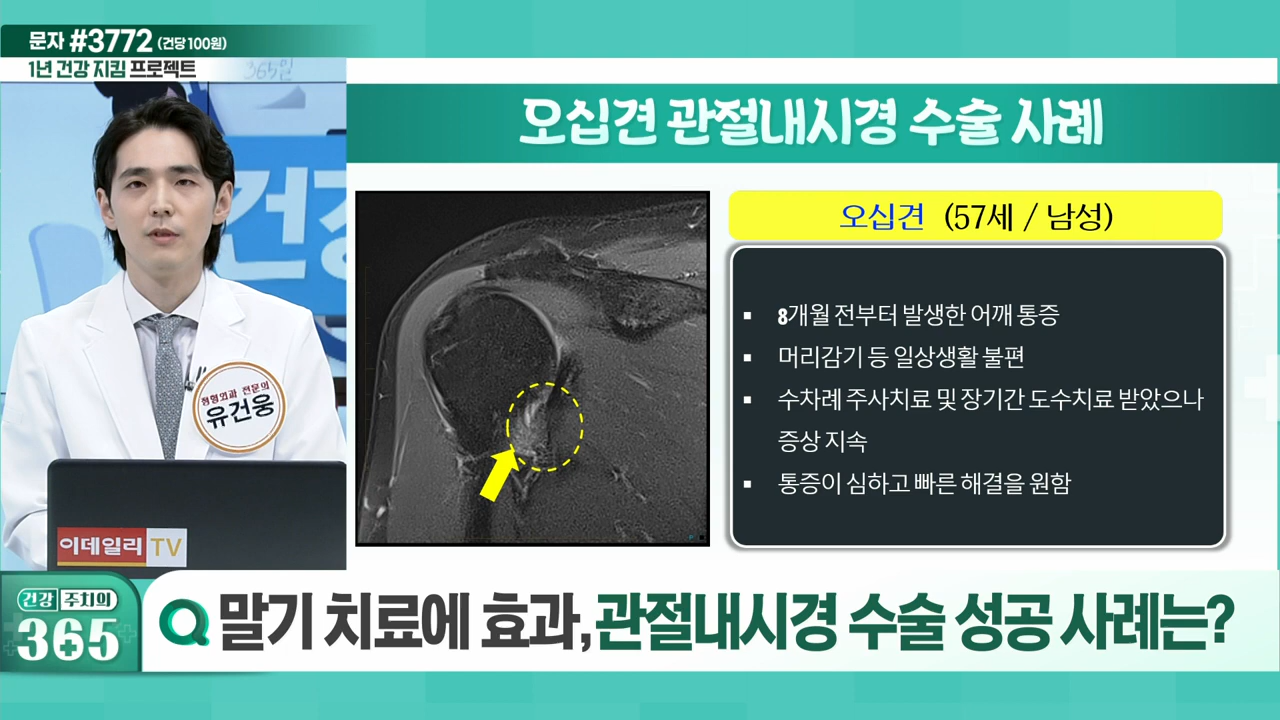 문자 #3772 (건당 100원)
1년 건강 지킴 프로젝트
365일
건강
정형외과 전문의
유건웅
이데일리 TV
오십견 관절내시경 수술 사례
오십견 (57세 / 남성)
▪ 8개월 전부터 발생한 어깨 통증
▪ 머리감기 등 일상생활 불편
▪ 수차례 주사치료 및 장기간 도수치료 받았으나
증상 지속
▪ 통증이 심하고 빠른 해결을 원함
건강 주치의
365
Q 말기 치료에 효과, 관절내시경 수술 성공 사례는?